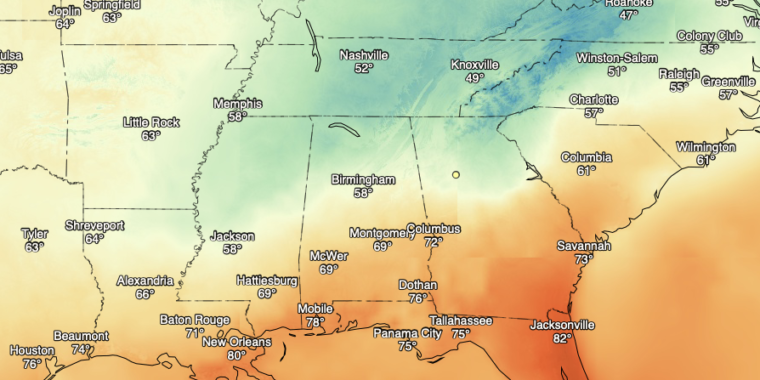 Springfield
63°
Joplin
64°
Roanoke
47°
55°
Colony Club
55°
Nashville
52°
Knoxville
49°
Winston-Salem
51°
65°
Raleigh
55°
Greenville
57°
Memphis
58°
Charlotte
57°
Little Rock
63°
Wilmington
61°
Columbia
61°
Birmingham
58°
Tyler
63°
Shreveport
64°
Jackson
58°
Montgomery
69°
Columbus
72°
Savannah
73°
McWer
69°
Alexandria
66°
Hattiesburg
69°
Dothan
76°
Mobile
78°
Baton Rouge
71°
Tallahassee
75°
Jacksonville
82°
Panama City
75°
Beaumont
74°
New Orleans
80°
Houston
76°